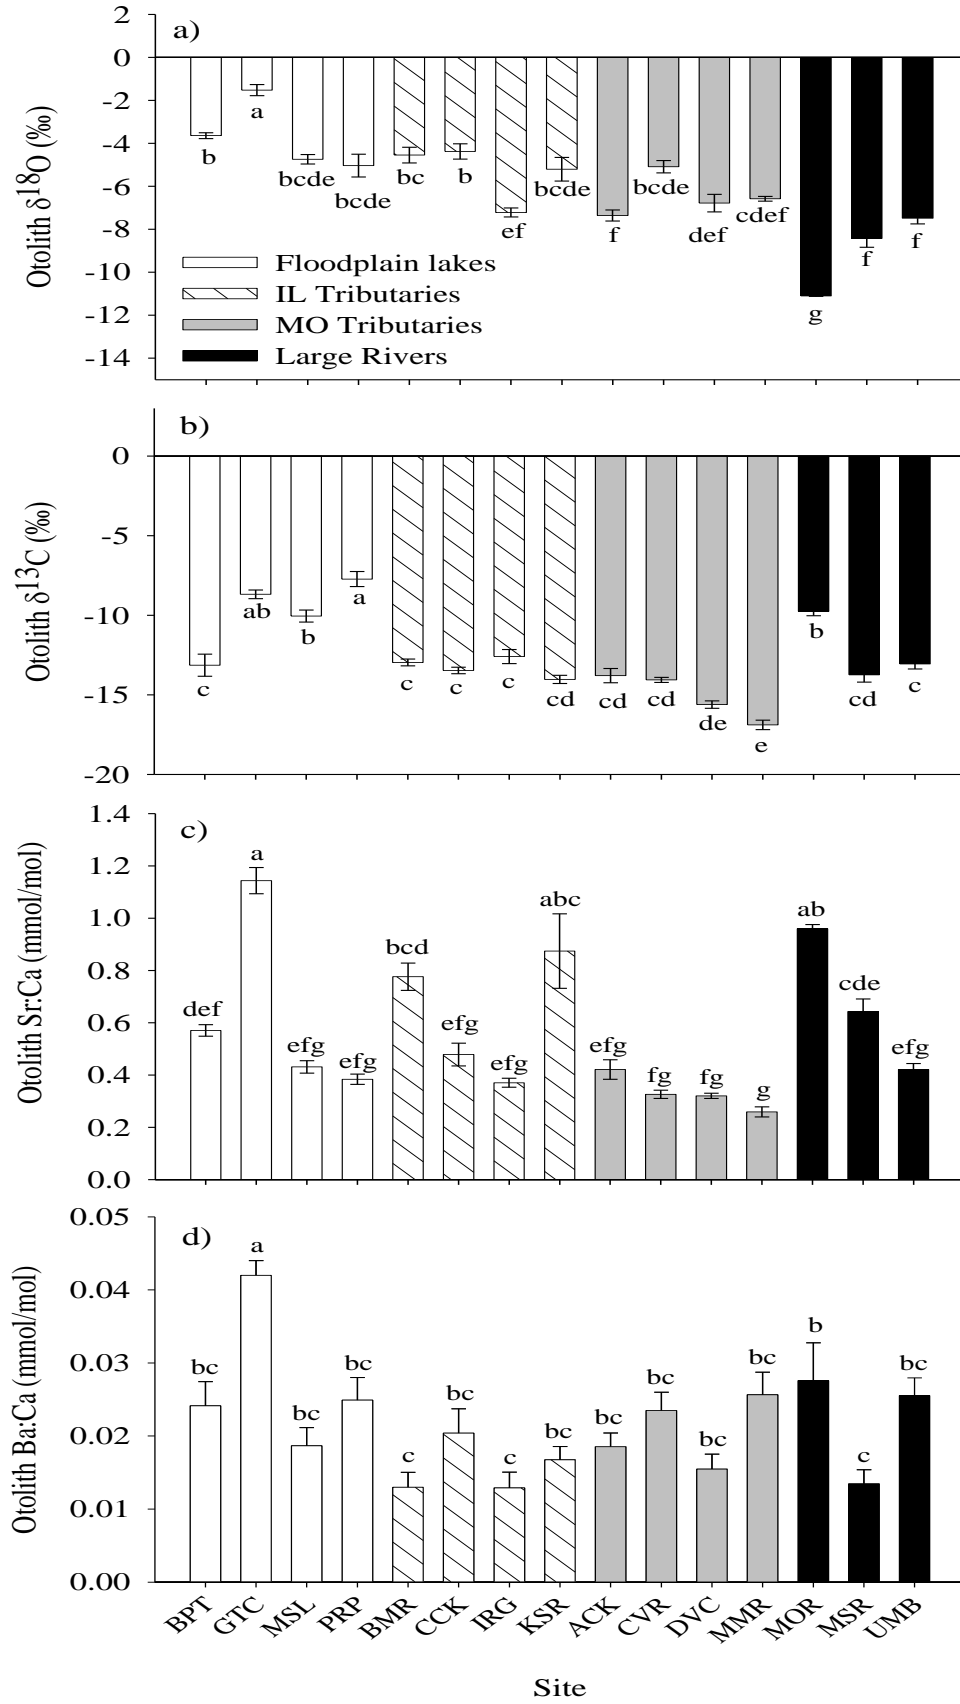 a)
Otolith δ18O (‰)
2
0
-2
-4
-6
-8
-10
-12
-14
b
a
bcde
bcde
bc
b
ef
bcde
f
bcde
def
cdef
g
f
f
Floodplain lakes
IL Tributaries
MO Tributaries
Large Rivers
b)
Otolith δ13C (‰)
0
-5
-10
-15
-20
c
ab
b
a
c
c
c
cd
cd
cd
de
e
b
cd
c
c)
Otolith Sr:Ca (mmol/mol)
1.4
1.2
1.0
0.8
0.6
0.4
0.2
0.0
def
a
efg
efg
bcd
efg
efg
abc
efg
fg
fg
g
ab
cde
efg
d)
Otolith Ba:Ca (mmol/mol)
0.05
0.04
0.03
0.02
0.01
0.00
bc
a
bc
bc
c
bc
c
bc
bc
bc
bc
bc
b
c
bc
BPT
GTC
MSL
PRP
BMR
CCK
IRG
KSR
ACK
CVR
DVC
MMR
MOR
MSR
UMB
Site